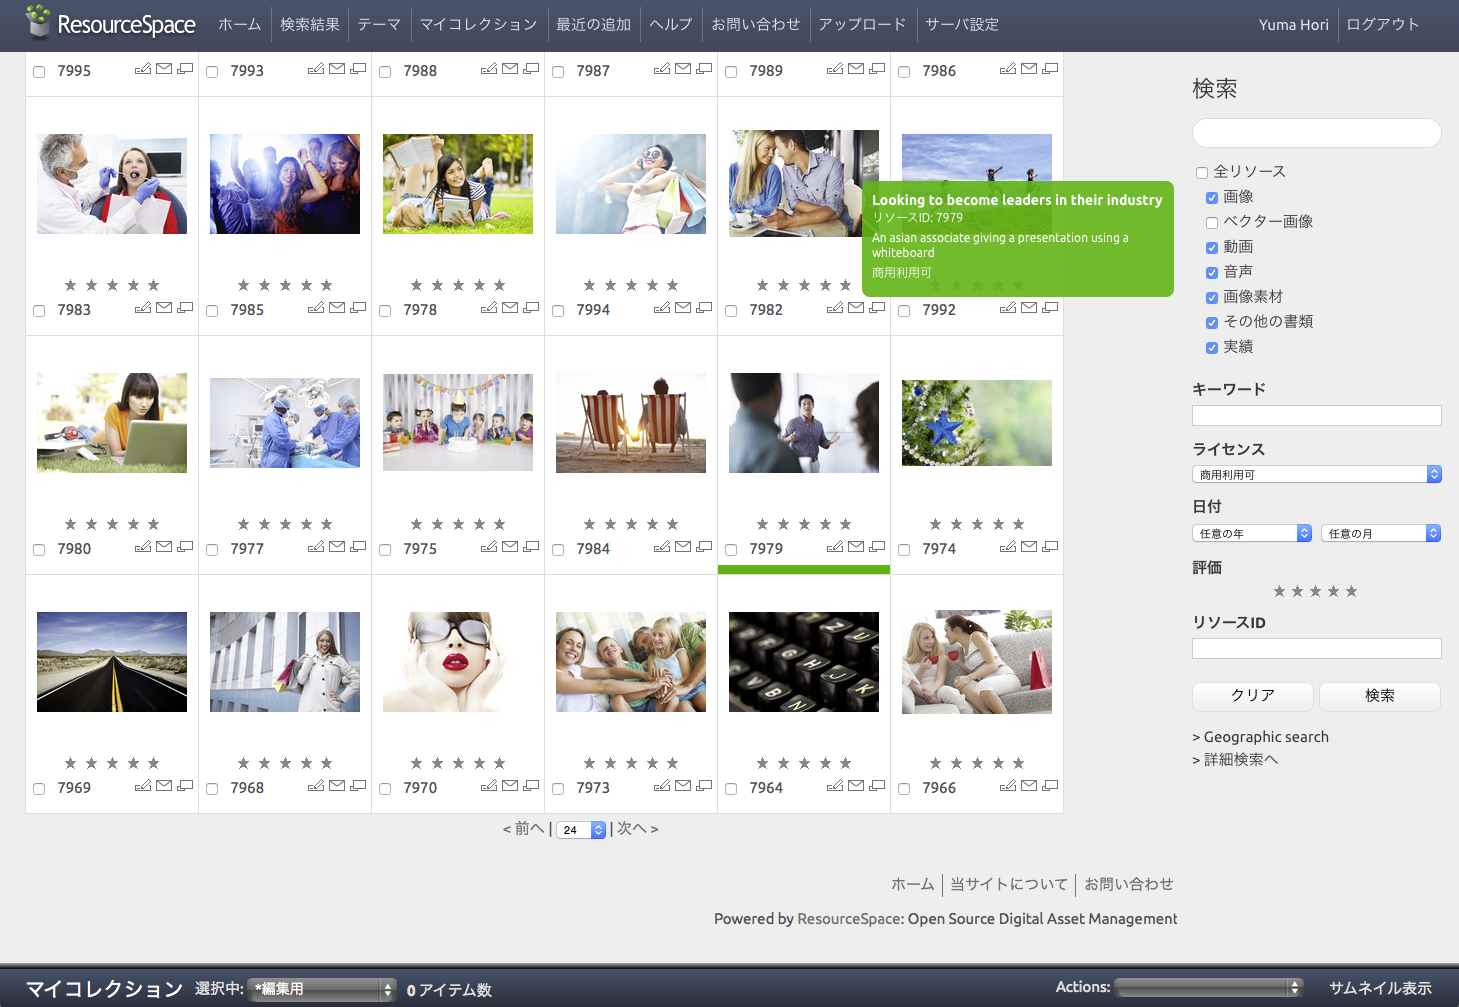 ResourceSpace
ホーム
検索結果
テーマ
マイコレクション
最近の追加
ヘルプ
お問い合わせ
アップロード
サーバ設定
Yuma Hori
ログアウト
7995
7993
7988
7987
7989
7986
7983
7985
7978
7994
7982
7992
Looking to become leaders in their industry
リソースID: 7979
An asian associate giving a presentation using a
whiteboard
商用利用可
7980
7977
7975
7984
7979
7974
7969
7968
7970
7973
7964
7966
< 前へ | 24 | 次へ >
検索
全リソース
画像
ベクター画像
動画
音声
画像素材
その他の書類
実績
キーワード
ライセンス
商用利用可
日付
任意の年
任意の月
評価
リソースID
クリア
検索
> Geographic search
> 詳細検索へ
ホーム
当サイトについて
お問い合わせ
Powered by ResourceSpace: Open Source Digital Asset Management
マイコレクション
選択中: *編集用
0 アイテム数
Actions:
サムネイル表示